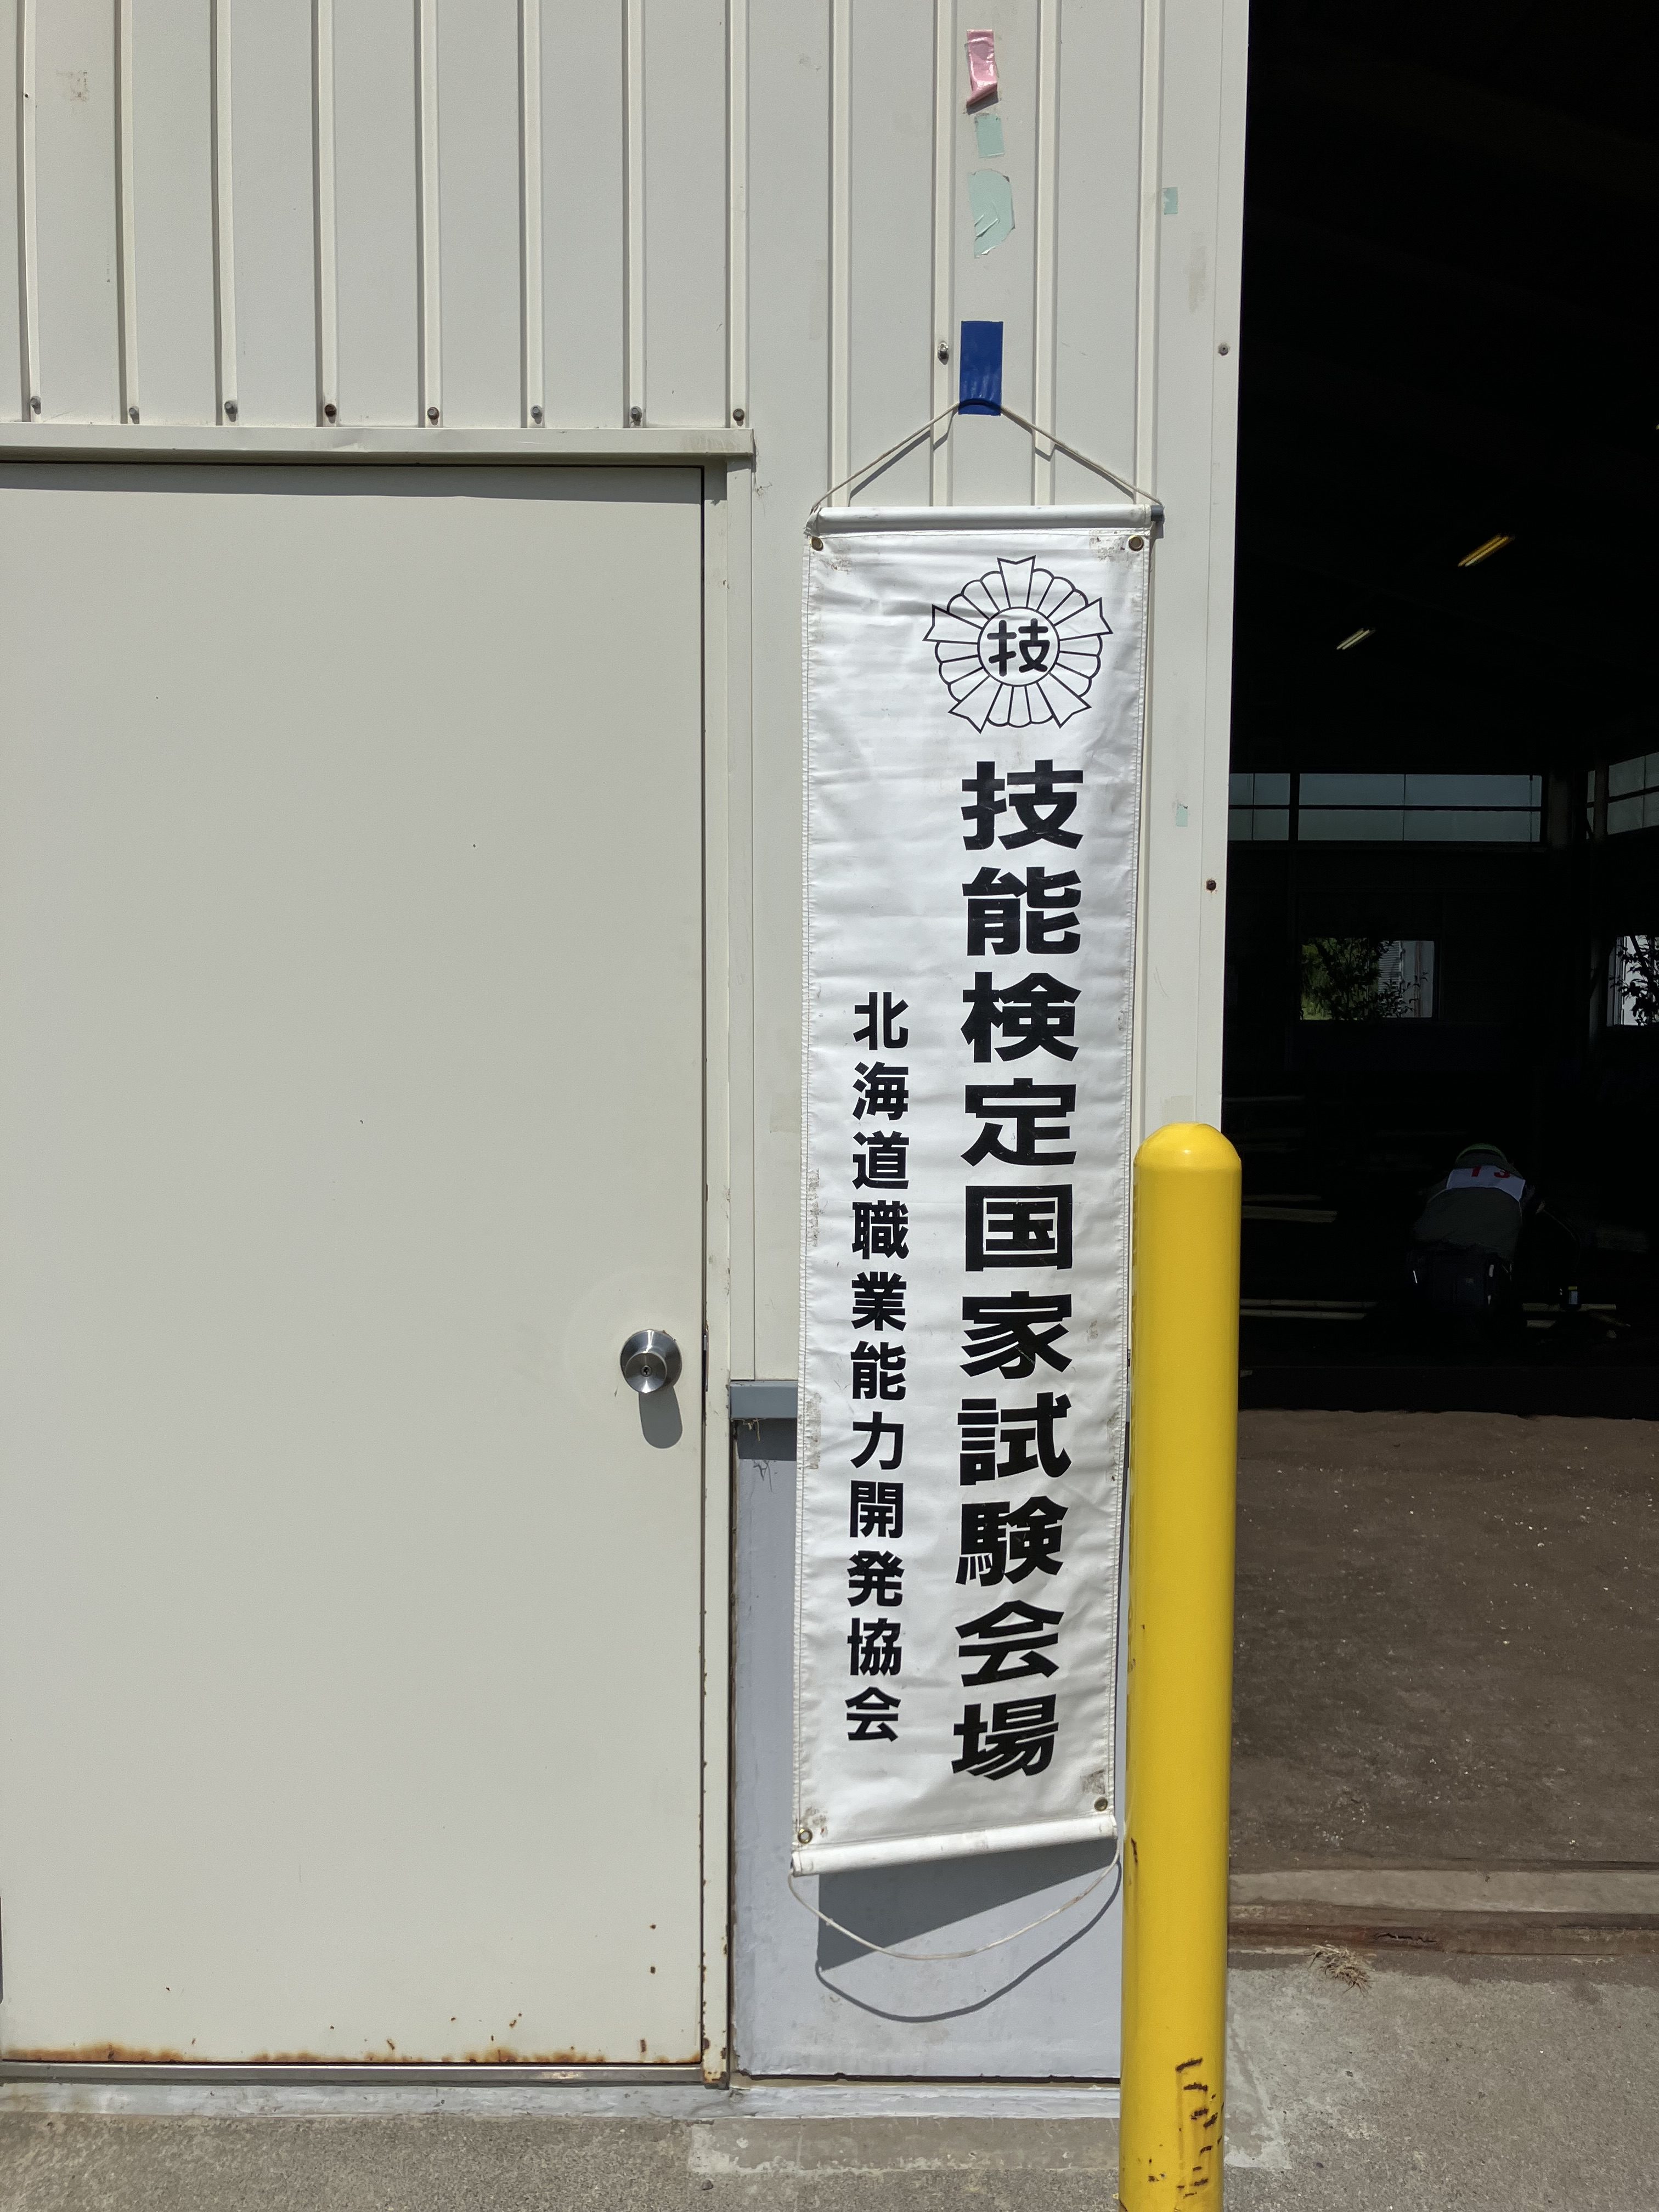 技
技能検定国家試験会場
北海道職業能力開発協会